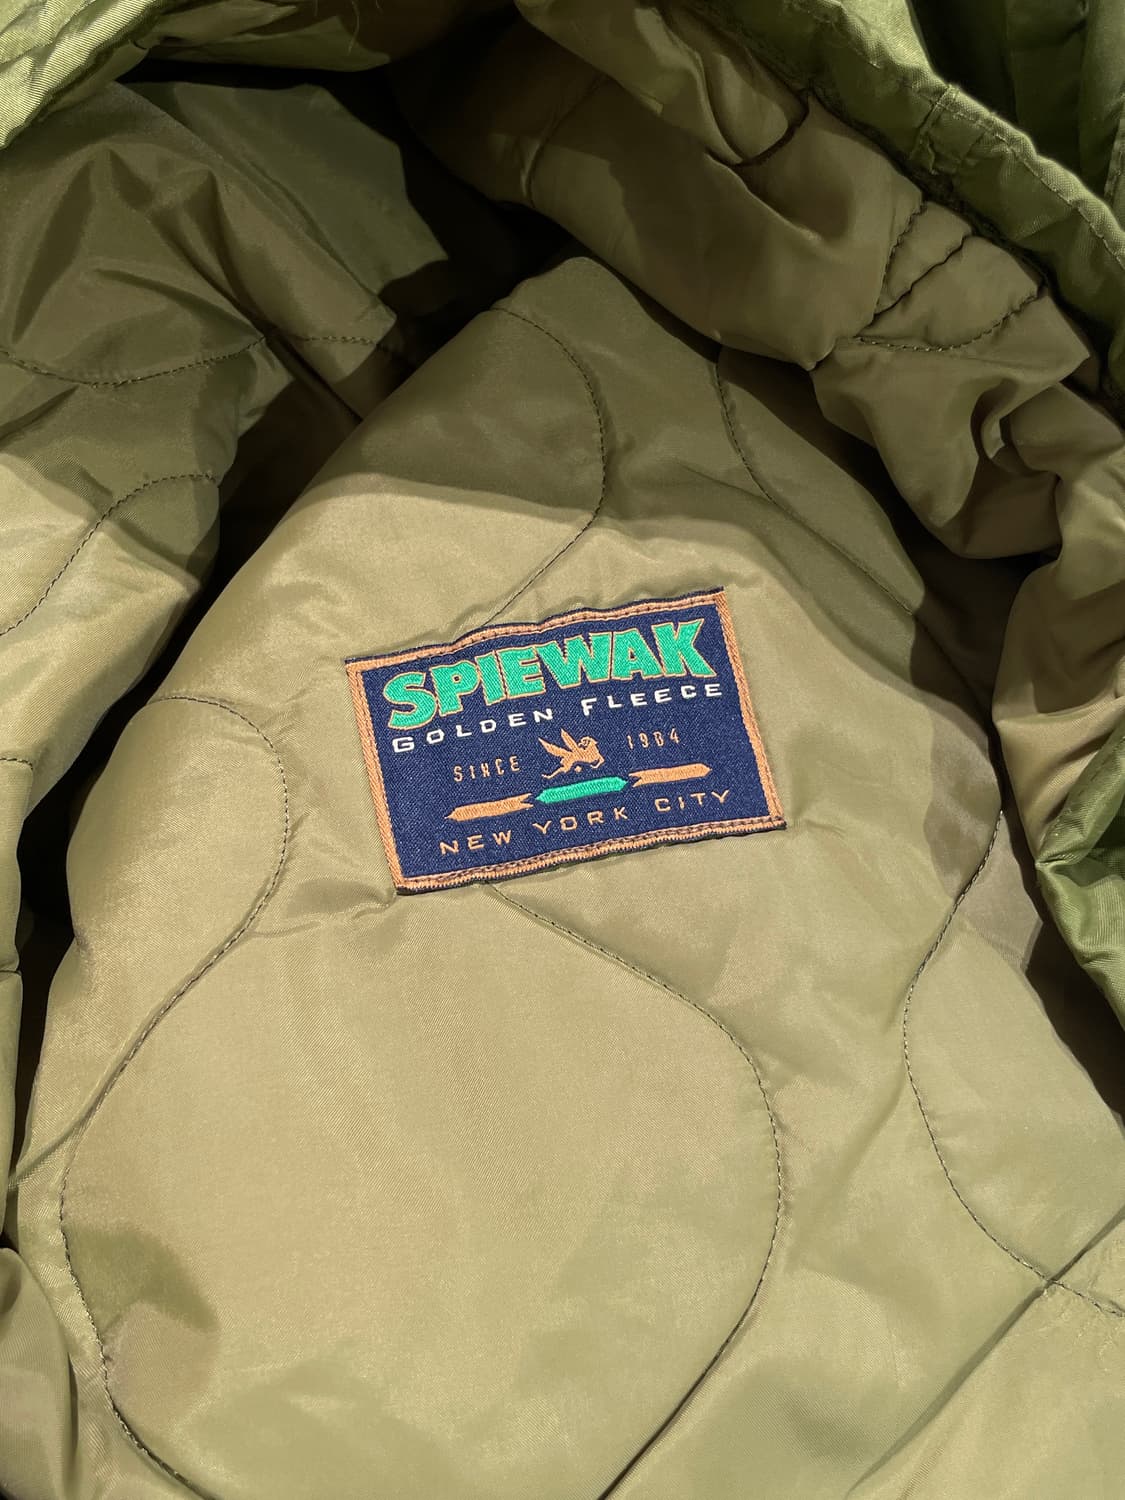 SPIEWAK
GOLDEN FLEECE
SINCE 1904
NEW YORK CITY